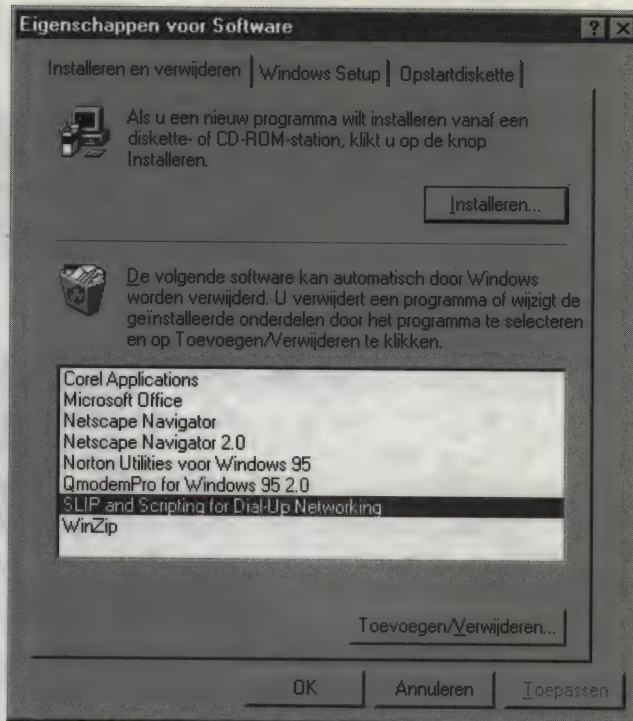 Eigenschappen voor Software
Installeren en verwijderen
Windows Setup
Opstartdiskette
Als u een nieuw programma wilt installeren vanaf een
diskette- of CD-ROM-station, klikt u op de knop
Installeren.
Installeren...
De volgende software kan automatisch door Windows
worden verwijderd. U verwijdert een programma of wijzigt de
geïnstalleerde onderdelen door het programma te selecteren
en op Toevoegen/Verwijderen te klikken.
Corel Applications
Microsoft Office
Netscape Navigator
Netscape Navigator 2.0
Norton Utilities voor Windows 95
QmodemPro for Windows 95 2.0
SLIP and Scripting for Dial-Up Networking
WinZip
Toevoegen/Verwijderen...
OK
Annuleren
Toepassen